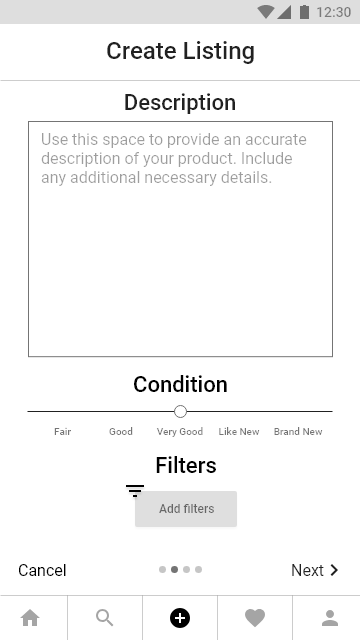 12:30
Create Listing
Description
Use this space to provide an accurate
description of your product. Include
any additional necessary details.
Condition
Fair Good Very Good Like New Brand New
Filters
Add filters
Cancel Next